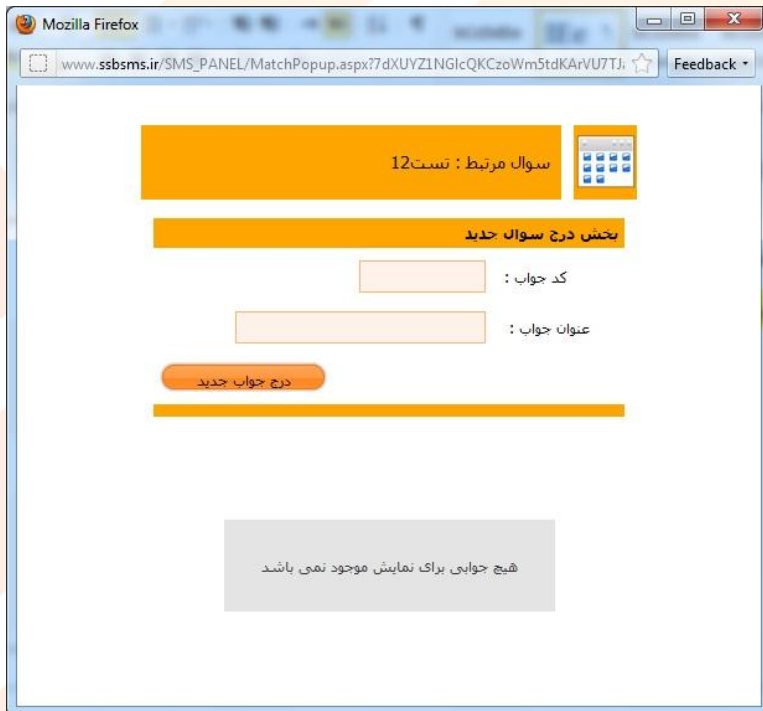 Mozilla Firefox
www.ssbsms.ir/SMS_PANEL/MatchPopup.aspx?7dXUYZ1NGIcQKCzoWm5tdKArVU7TJ
Feedback
سوال مرتبط : تست12
بخش درج سوال جدید
کد جواب :
عنوان جواب :
درج جواب جدید
هیچ جوابی برای نمایش موجود نمی باشد